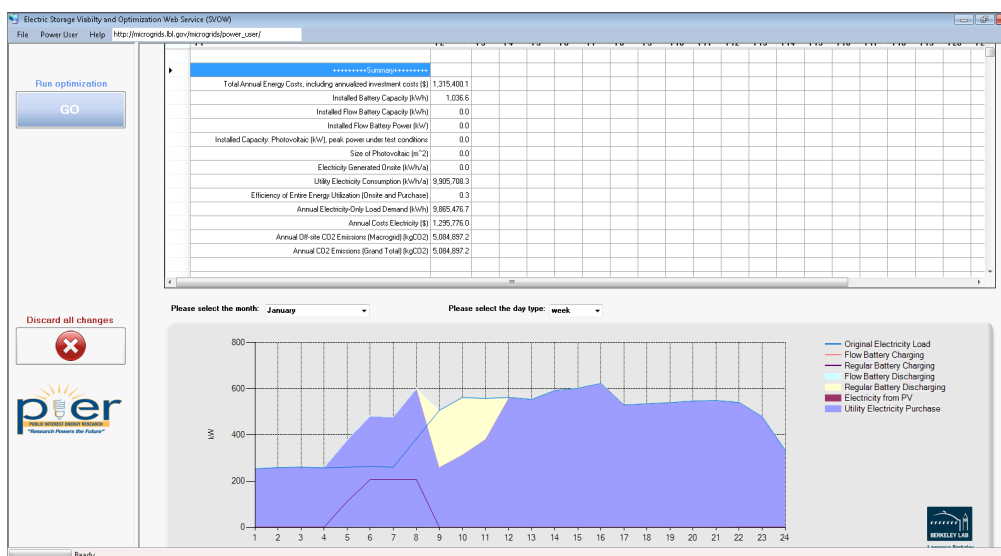 Electric Storage Viabilty and Optimization Web Service (SVOW)
File Power User Help http://microgrids.lbl.gov/microgrids/power_user/
Run optimization
GO
+++++++++Summary+++++++++
Total Annual Energy Costs, including annualized investment costs ($) 1,315,400.1
Installed Battery Capacity (kWh) 1,036.6
Installed Flow Battery Capacity (kWh) 0.0
Installed Flow Battery Power (kW) 0.0
Installed Capacity: Photovoltaic (kW), peak power under test conditions 0.0
Size of Photovoltaic (m^2) 0.0
Electricity Generated Onsite (kWh/a) 0.0
Utility Electricity Consumption (kWh/a) 9,905,708.3
Efficiency of Entire Energy Utilization (Onsite and Purchase) 0.3
Annual Electricity-Only Load Demand (kWh) 9,865,476.7
Annual Costs Electricity ($) 1,295,776.0
Annual Off-site CO2 Emissions (Macrogrid) (kgCO2) 5,084,897.2
Annual CO2 Emissions (Grand Total) (kgCO2) 5,084,897.2
Please select the month: January Please select the day type: week
Discard all changes
pier
PUBLIC INTEREST ENERGY RESEARCH
"Research Powers the Future"
800
600
400
200
0
kW
1 2 3 4 5 6 7 8 9 10 11 12 13 14 15 16 17 18 19 20 21 22 23 24
Original Electricity Load
Flow Battery Charging
Regular Battery Charging
Flow Battery Discharging
Regular Battery Discharging
Electricity from PV
Utility Electricity Purchase
BERKELEY LAB
Lawrence Berkeley
Ready